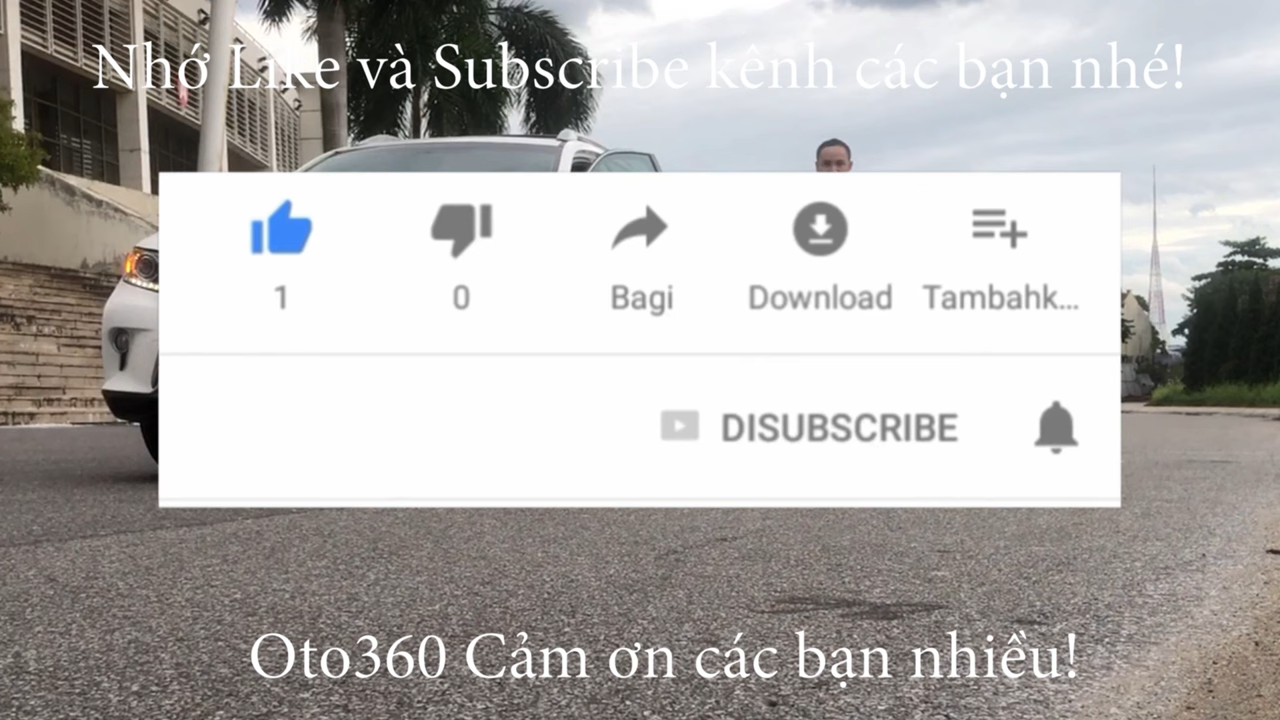 Nhớ Like và Subscribe kênh các bạn nhé!
1
0
Bagi
Download
Tambahk...
DISUBSCRIBE
Oto360 Cảm ơn các bạn nhiều!